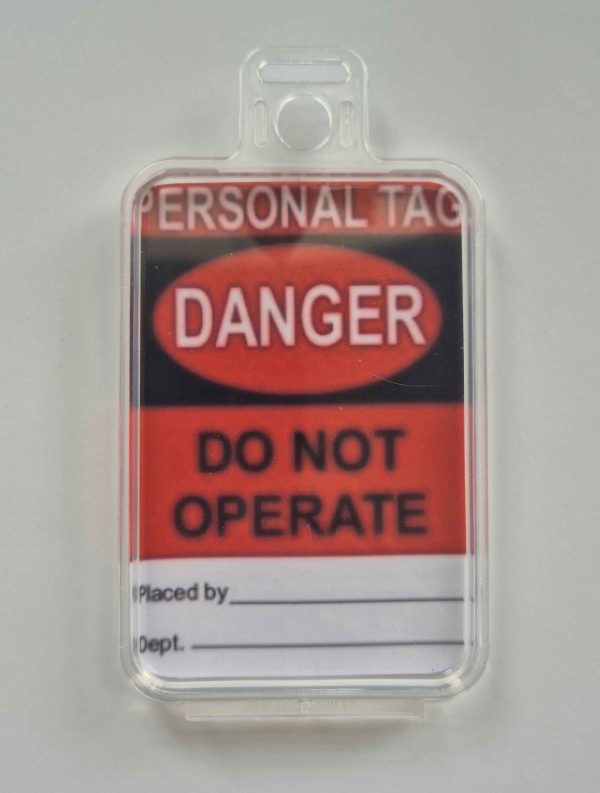 PERSONAL TAG
DANGER
DO NOT
OPERATE
Placed by
Dept.